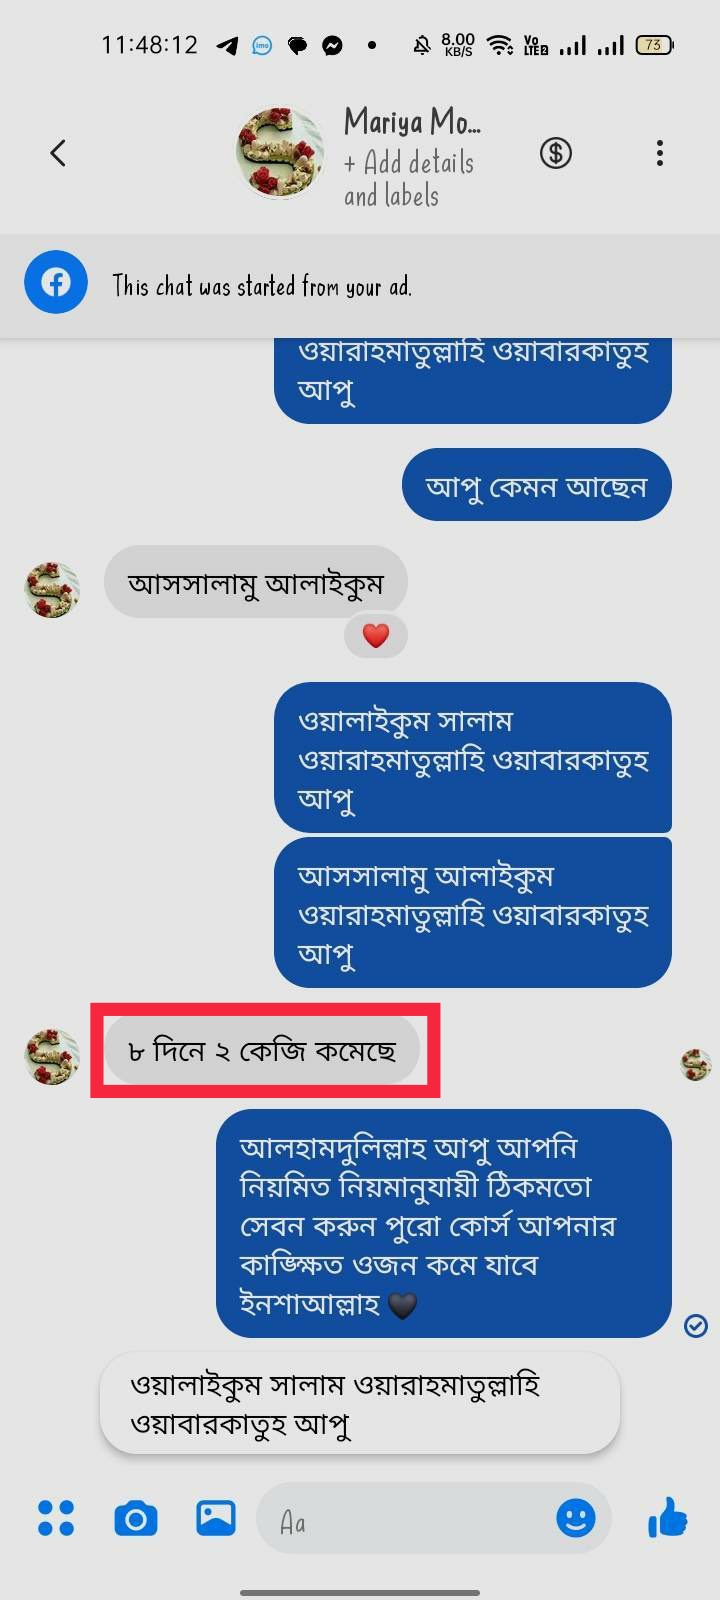 11:48:12
imo
8.00
KB/S
Vo
LTE2
73
Mariya Mo...
+ Add details
and labels
This chat was started from your ad.
ওয়ারাহমাতুল্লাহি ওয়াবারকাতুহ
আপু
আপু কেমন আছেন
আসসালামু আলাইকুম
ওয়ালাইকুম সালাম
ওয়ারাহমাতুল্লাহি ওয়াবারকাতুহ
আপু
আসসালামু আলাইকুম
ওয়ারাহমাতুল্লাহি ওয়াবারকাতুহ
আপু
৮ দিনে ২ কেজি কমেছে
আলহামদুলিল্লাহ আপু আপনি
নিয়মিত নিয়মানুযায়ী ঠিকমতো
সেবন করুন পুরো কোর্স আপনার
কাঙ্ক্ষিত ওজন কমে যাবে
ইনশাআল্লাহ 🖤
ওয়ালাইকুম সালাম ওয়ারাহমাতুল্লাহি
ওয়াবারকাতুহ আপু
Aa